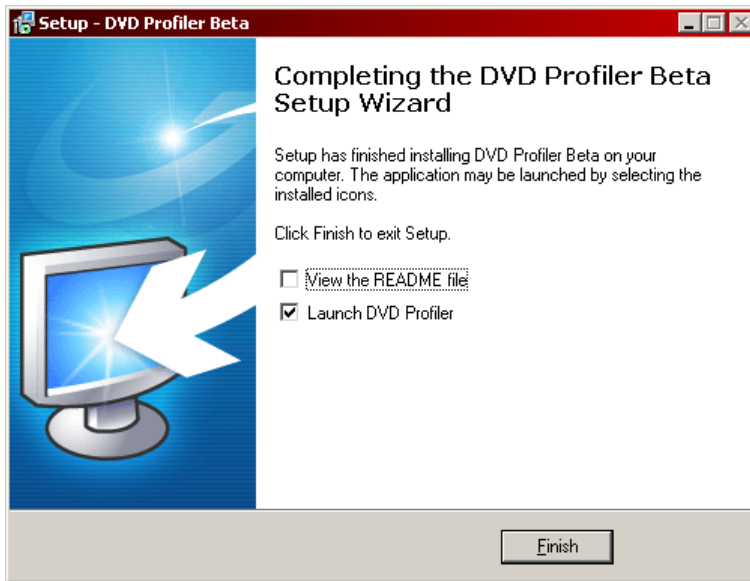 Setup - DVD Profiler Beta
Completing the DVD Profiler Beta
Setup Wizard
Setup has finished installing DVD Profiler Beta on your
computer. The application may be launched by selecting the
installed icons.
Click Finish to exit Setup.
View the README file
Launch DVD Profiler
Finish